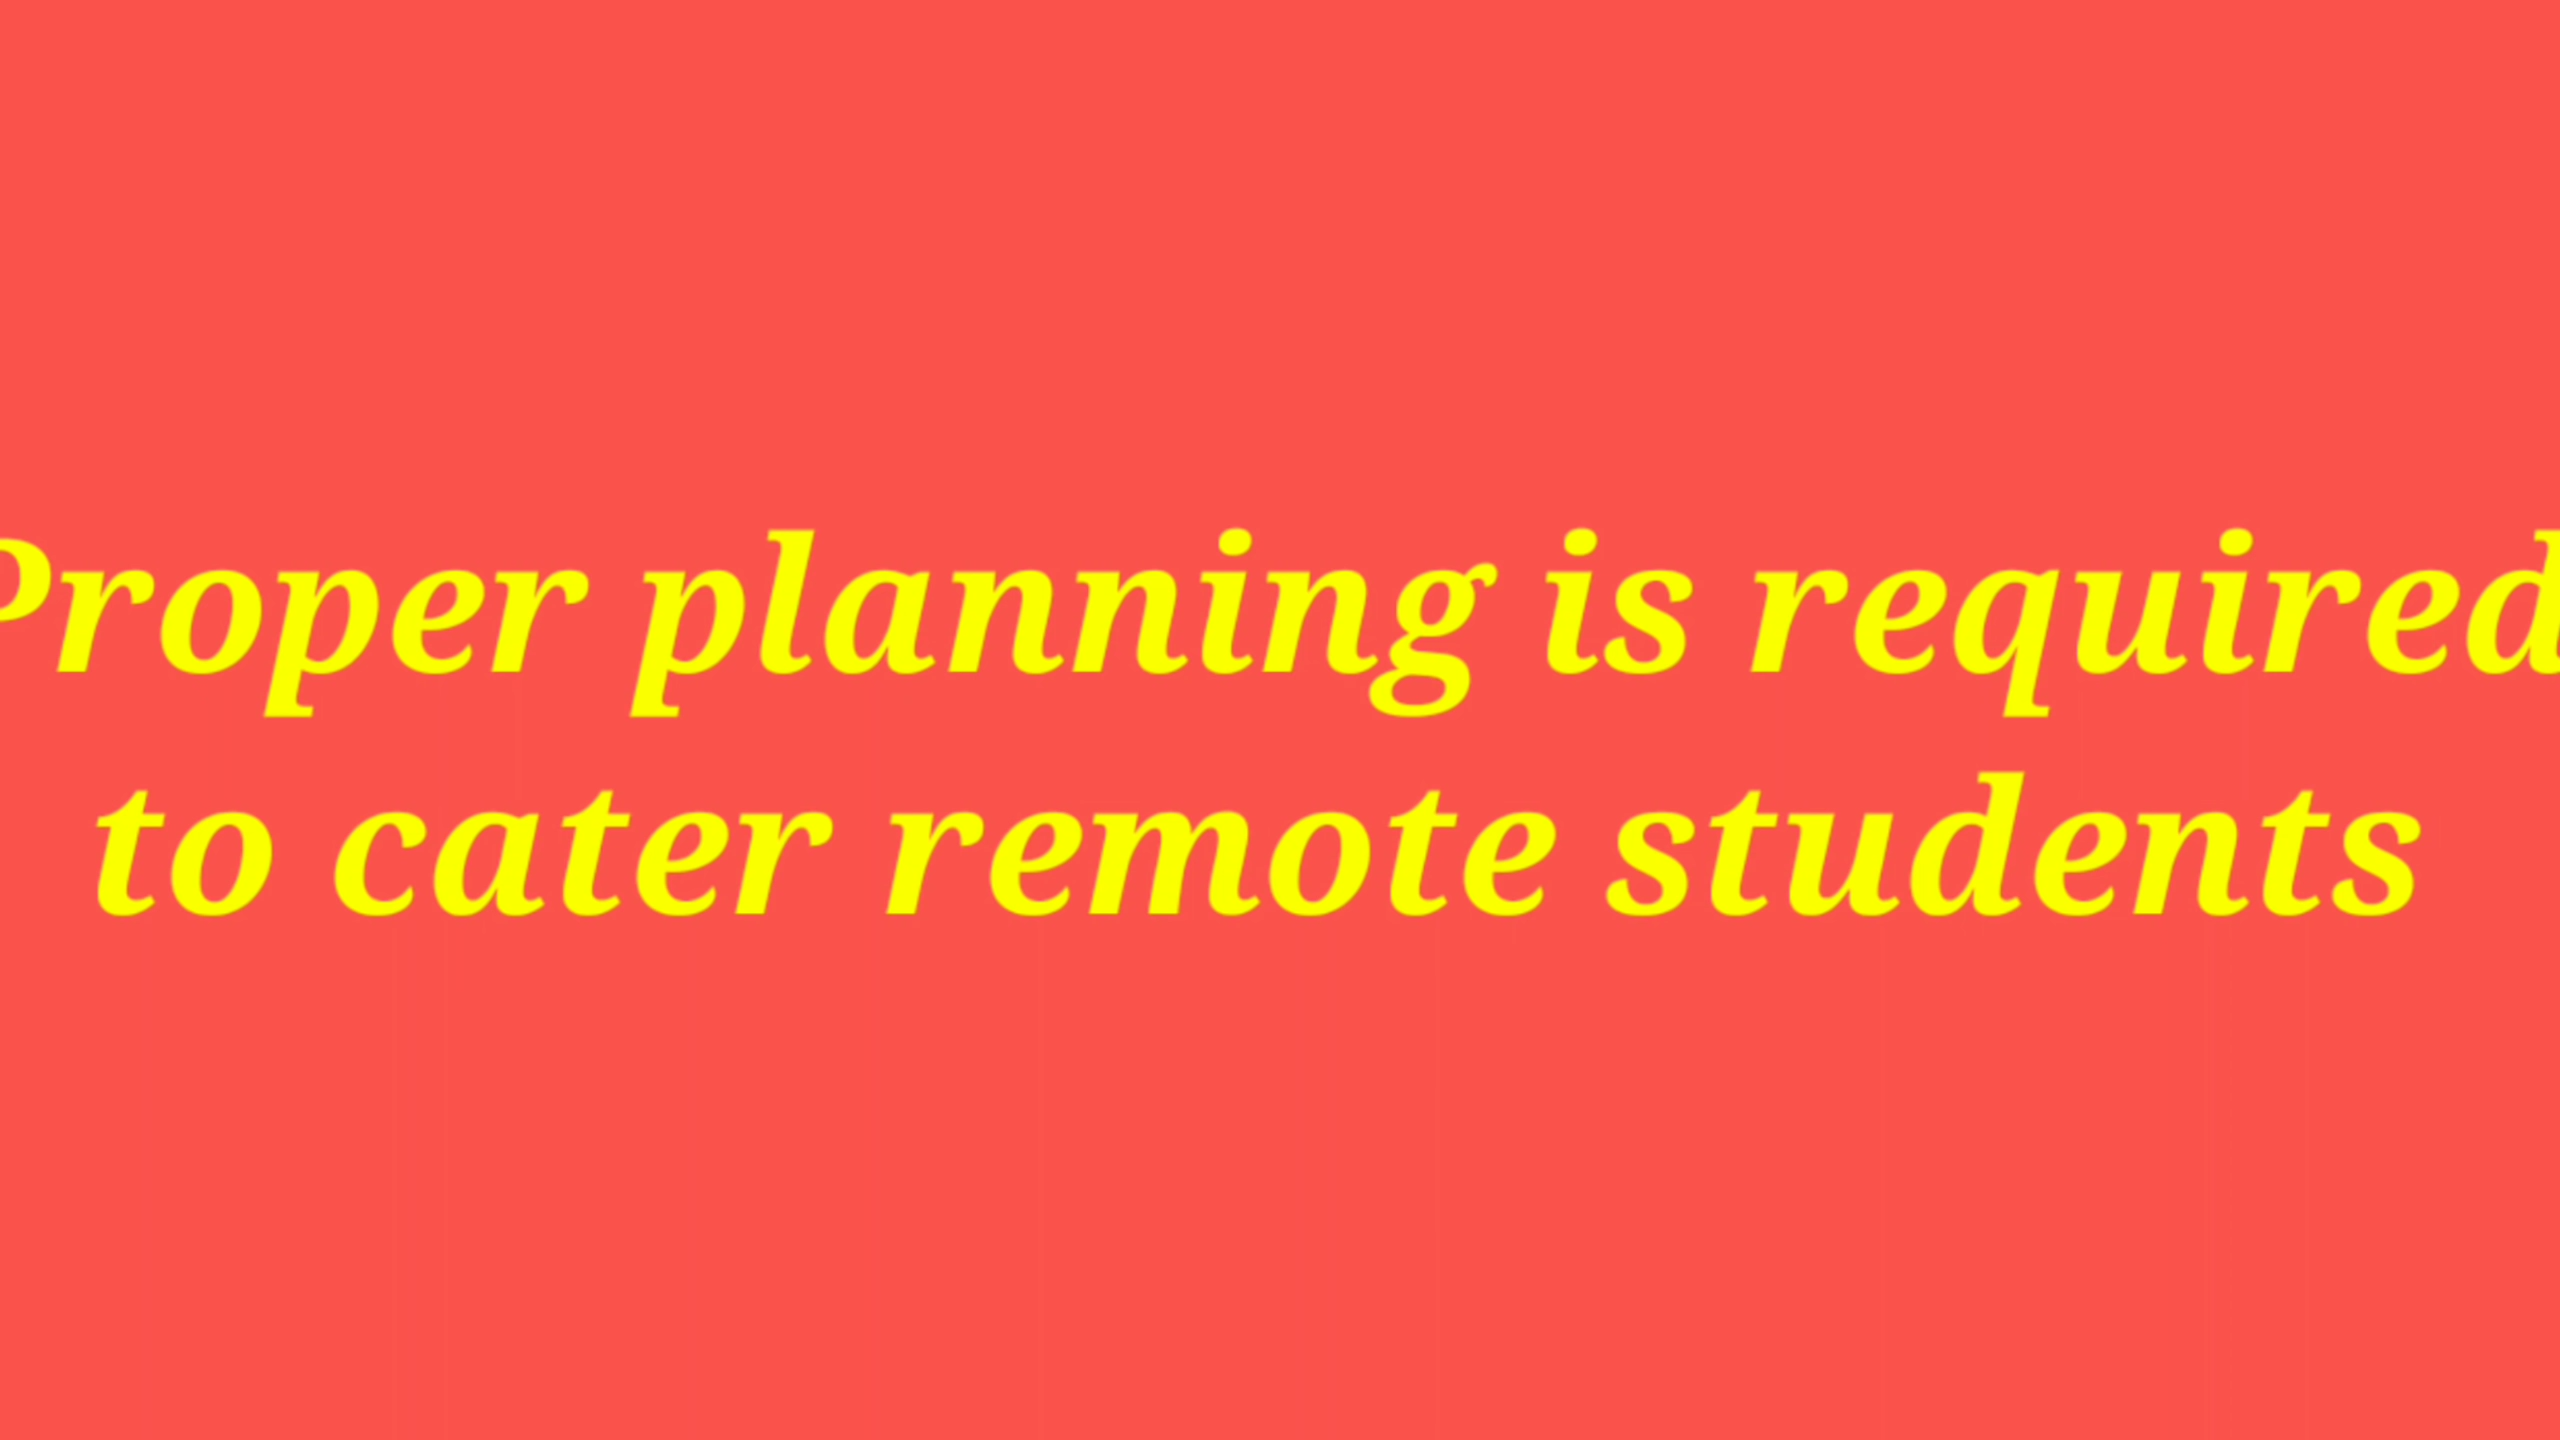 Proper planning is required
to cater remote students